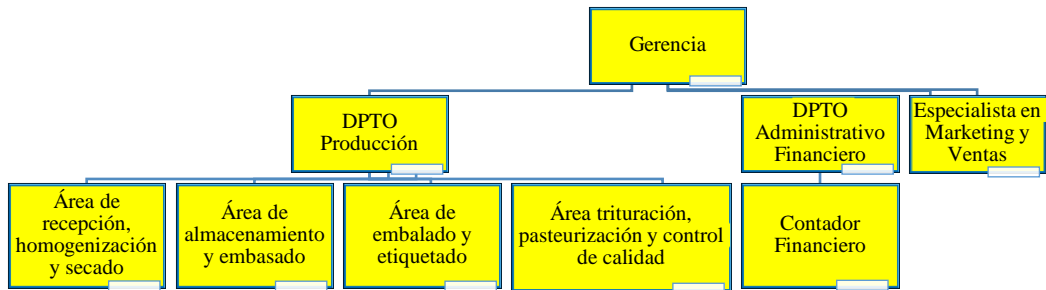 Gerencia
DPTO
Producción
DPTO
Administrativo
Financiero
Especialista en
Marketing y
Ventas
Área de
recepción,
homogenización
y secado
Área de
almacenamiento
y embasado
Área de
embalado y
etiquetado
Área trituración,
pasteurización y control
de calidad
Contador
Financiero